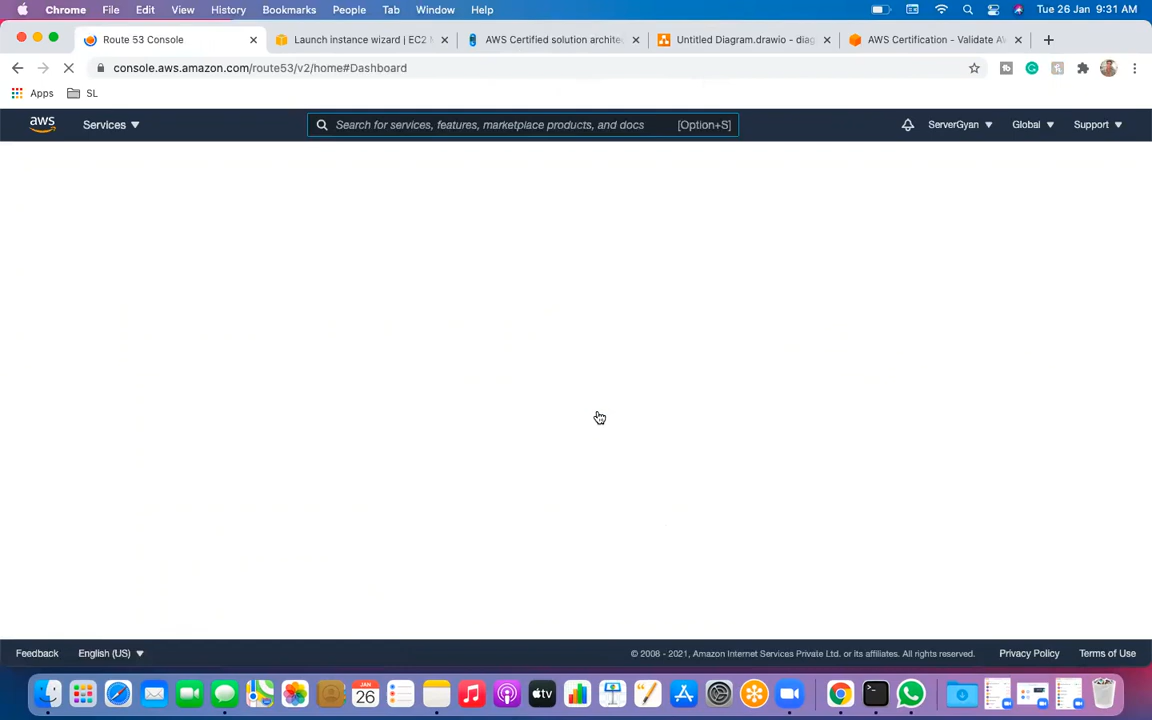 Chrome File Edit View History Bookmarks People Tab Window Help Tue 26 Jan 9:31 AM
Route 53 Console Launch instance wizard | EC2 M AWS Certified solution archite Untitled Diagram.drawio - diag AWS Certification - Validate AV
console.aws.amazon.com/route53/v2/home#Dashboard
Apps SL
aws Services Search for services, features, marketplace products, and docs [Option+S] ServerGyan Global Support
Feedback English (US) © 2008 - 2021, Amazon Internet Services Private Ltd. or its affiliates. All rights reserved. Privacy Policy Terms of Use
JAN
26
tv